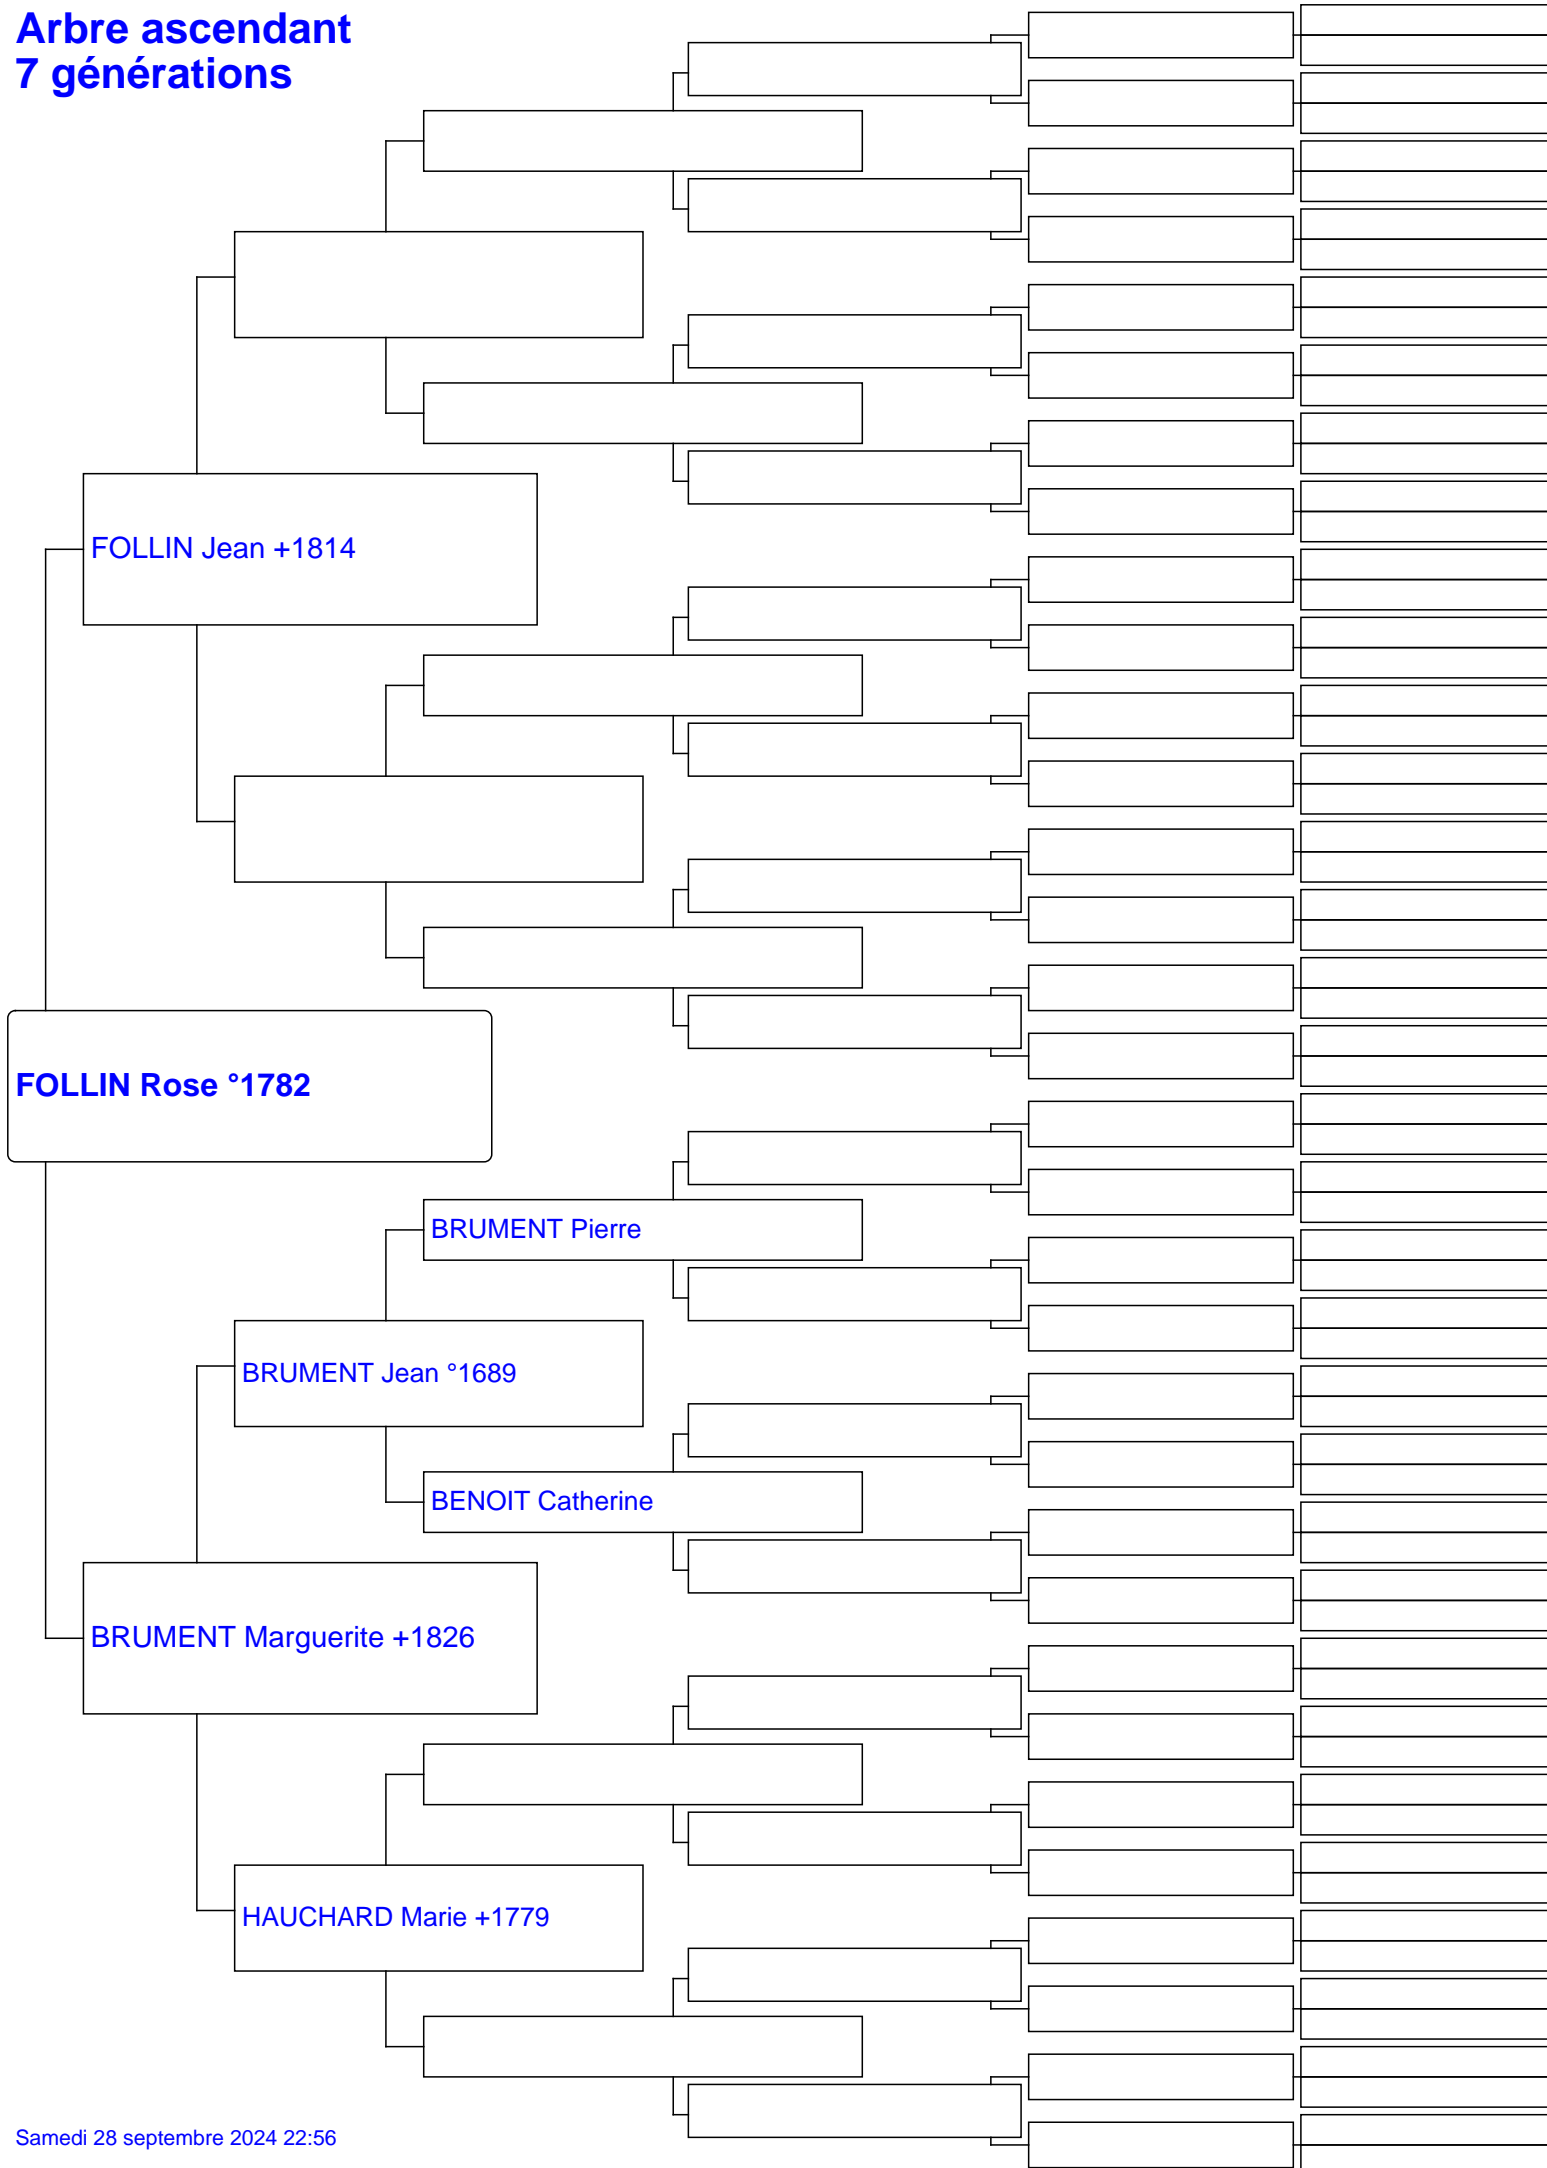 Arbre ascendant
7 générations
FOLLIN Jean +1814
FOLLIN Rose °1782
BRUMENT Pierre
BRUMENT Jean °1689
BENOIT Catherine
BRUMENT Marguerite +1826
HAUCHARD Marie +1779
Samedi 28 septembre 2024 22:56